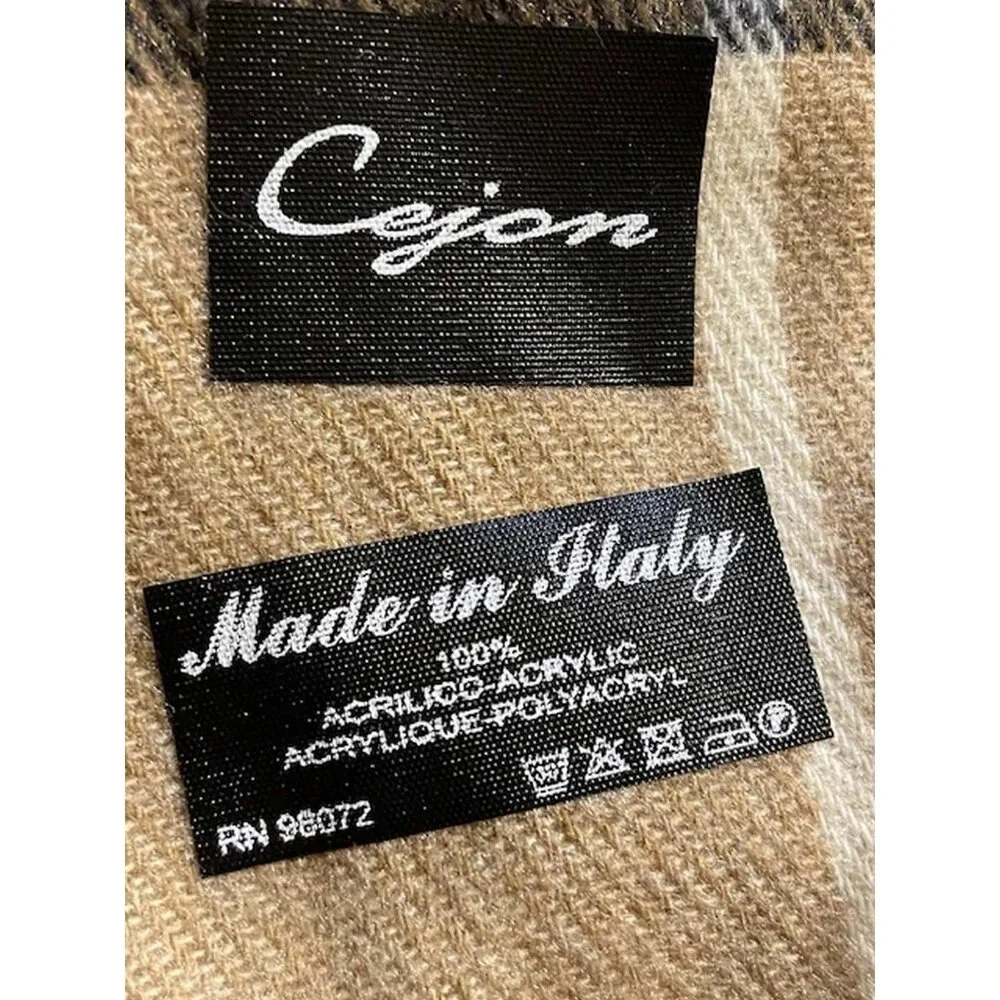 Cejon
Made in Italy
100%
ACRILICO-ACRYLIC
ACRYLIQUE-POLYACRYL
RN 96072